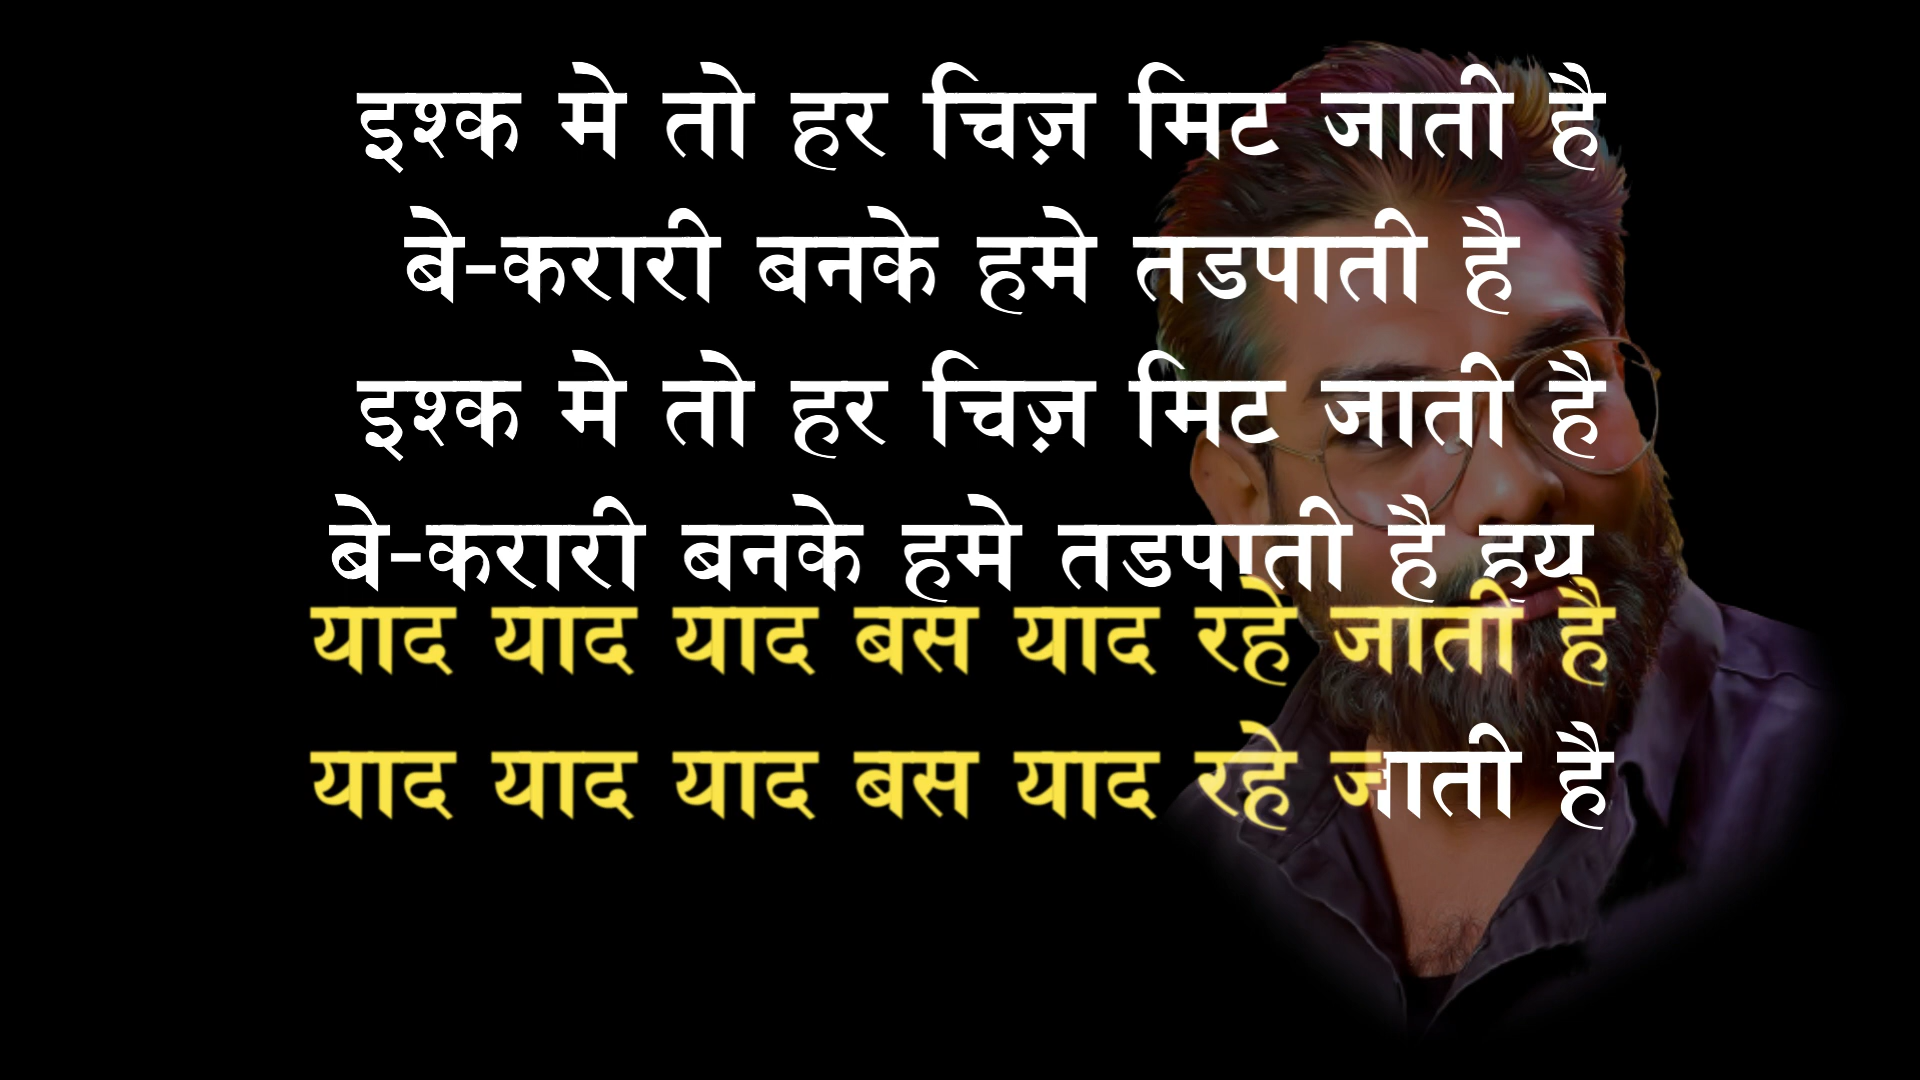 इश्क मे तो हर चिज़ मिट जाती है
बे-करारी बनके हमे तडपाती है
इश्क मे तो हर चिज़ मिट जाती है
बे-करारी बनके हमे तडपाती है हय
याद याद याद बस याद रहे जाती है
याद याद याद बस याद रहे जाती है